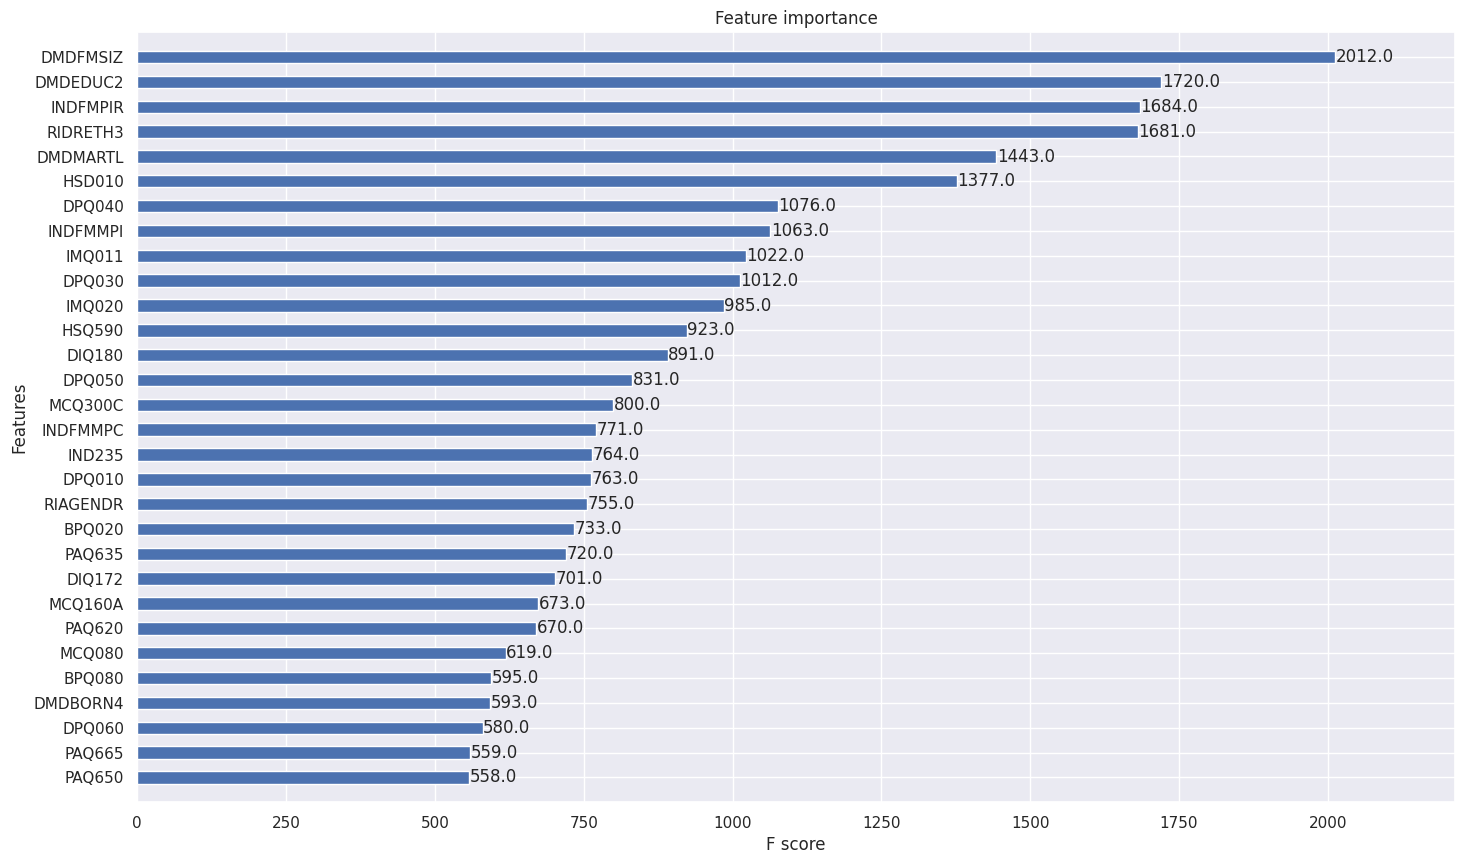 Feature importance
Features
DMDFMSIZ 2012.0
DMDEDUC2 1720.0
INDFMPIR 1684.0
RIDRETH3 1681.0
DMDMARTL 1443.0
HSD010 1377.0
DPQ040 1076.0
INDFMMPI 1063.0
IMQ011 1022.0
DPQ030 1012.0
IMQ020 985.0
HSQ590 923.0
DIQ180 891.0
DPQ050 831.0
MCQ300C 800.0
INDFMMPC 771.0
IND235 764.0
DPQ010 763.0
RIAGENDR 755.0
BPQ020 733.0
PAQ635 720.0
DIQ172 701.0
MCQ160A 673.0
PAQ620 670.0
MCQ080 619.0
BPQ080 595.0
DMDBORN4 593.0
DPQ060 580.0
PAQ665 559.0
PAQ650 558.0
0 250 500 750 1000 1250 1500 1750 2000
F score